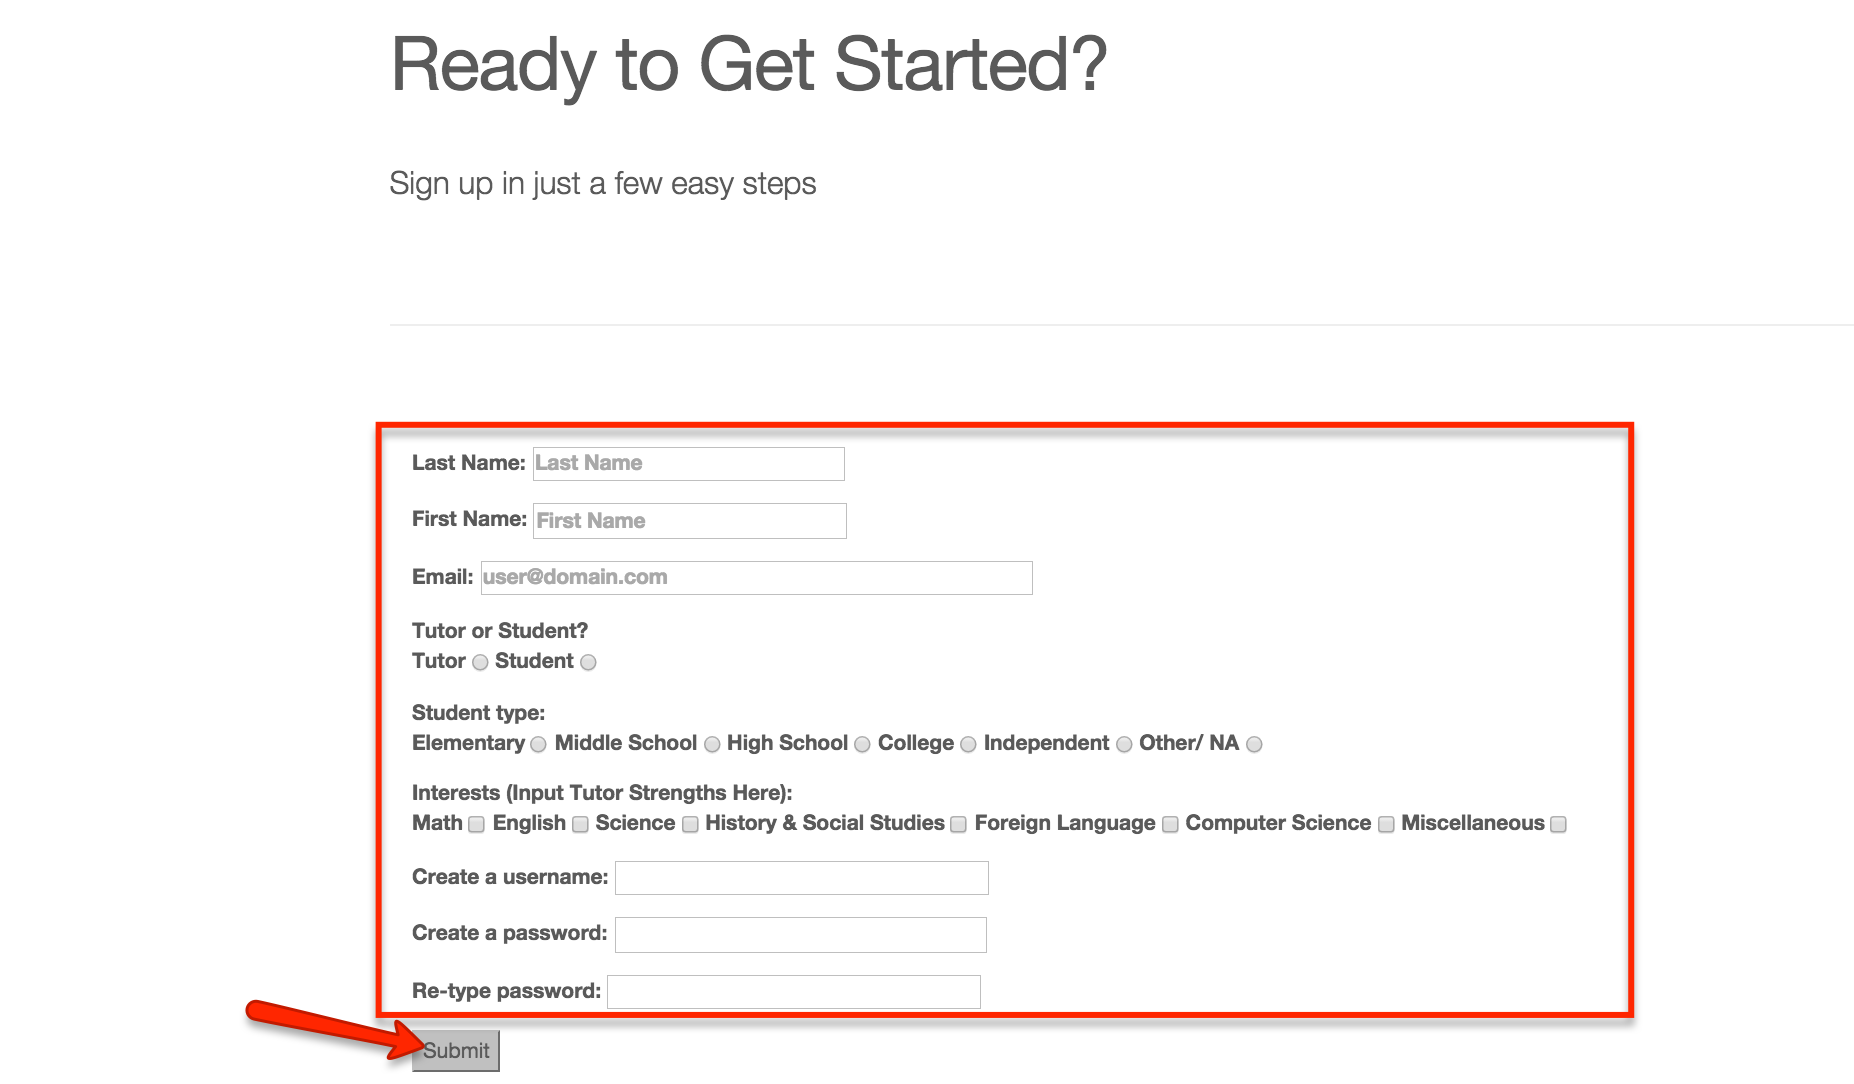 Ready to Get Started?
Sign up in just a few easy steps
Last Name: Last Name
First Name: First Name
Email: user@domain.com
Tutor or Student?
Tutor Student
Student type:
Elementary Middle School High School College Independent Other/ NA
Interests (Input Tutor Strengths Here):
Math English Science History & Social Studies Foreign Language Computer Science Miscellaneous
Create a username:
Create a password:
Re-type password:
Submit